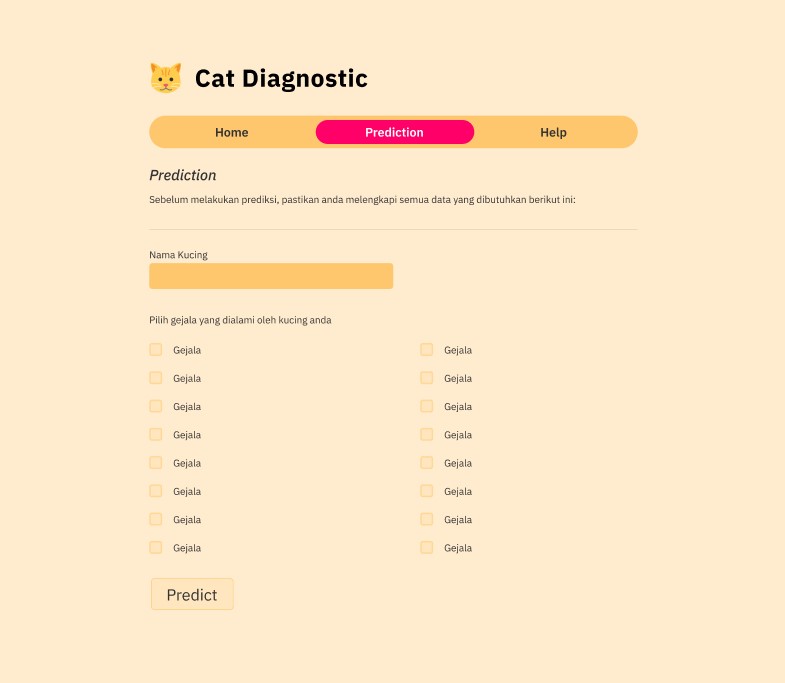 Cat Diagnostic
Home Prediction Help
Prediction
Sebelum melakukan prediksi, pastikan anda melengkapi semua data yang dibutuhkan berikut ini:
Nama Kucing
Pilih gejala yang dialami oleh kucing anda
Gejala Gejala
Gejala Gejala
Gejala Gejala
Gejala Gejala
Gejala Gejala
Gejala Gejala
Gejala Gejala
Gejala Gejala
Predict